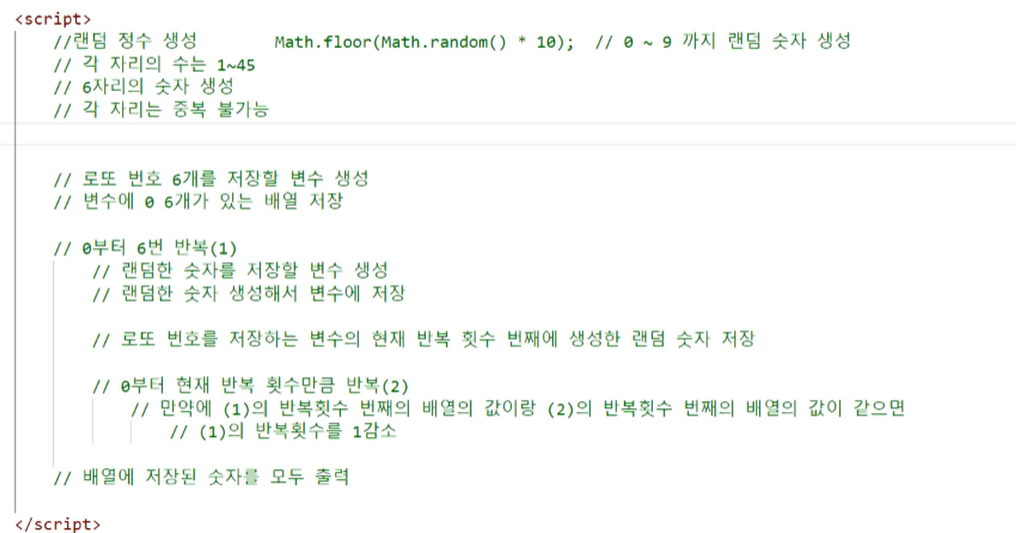 <script>
//랜덤 정수 생성 Math.floor(Math.random() * 10); // 0 ~ 9 까지 랜덤 숫자 생성
// 각 자리의 수는 1~45
// 6자리의 숫자 생성
// 각 자리는 중복 불가능
// 로또 번호 6개를 저장할 변수 생성
// 변수에 0 6개가 있는 배열 저장
// 0부터 6번 반복(1)
// 랜덤한 숫자를 저장할 변수 생성
// 랜덤한 숫자 생성해서 변수에 저장
// 로또 번호를 저장하는 변수의 현재 반복 횟수 번째에 생성한 랜덤 숫자 저장
// 0부터 현재 반복 횟수만큼 반복(2)
// 만약에 (1)의 반복횟수 번째의 배열의 값이랑 (2)의 반복횟수 번째의 배열의 값이 같으면
// (1)의 반복횟수를 1감소
// 배열에 저장된 숫자를 모두 출력
</script>